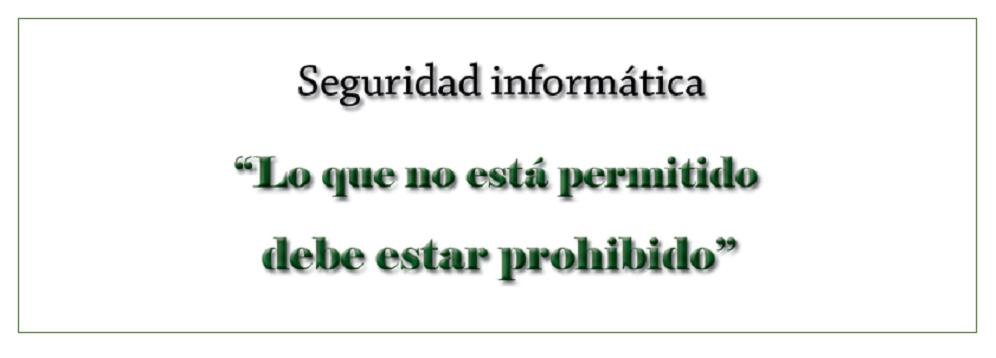 Seguridad informática
“Lo que no está permitido
debe estar prohibido”